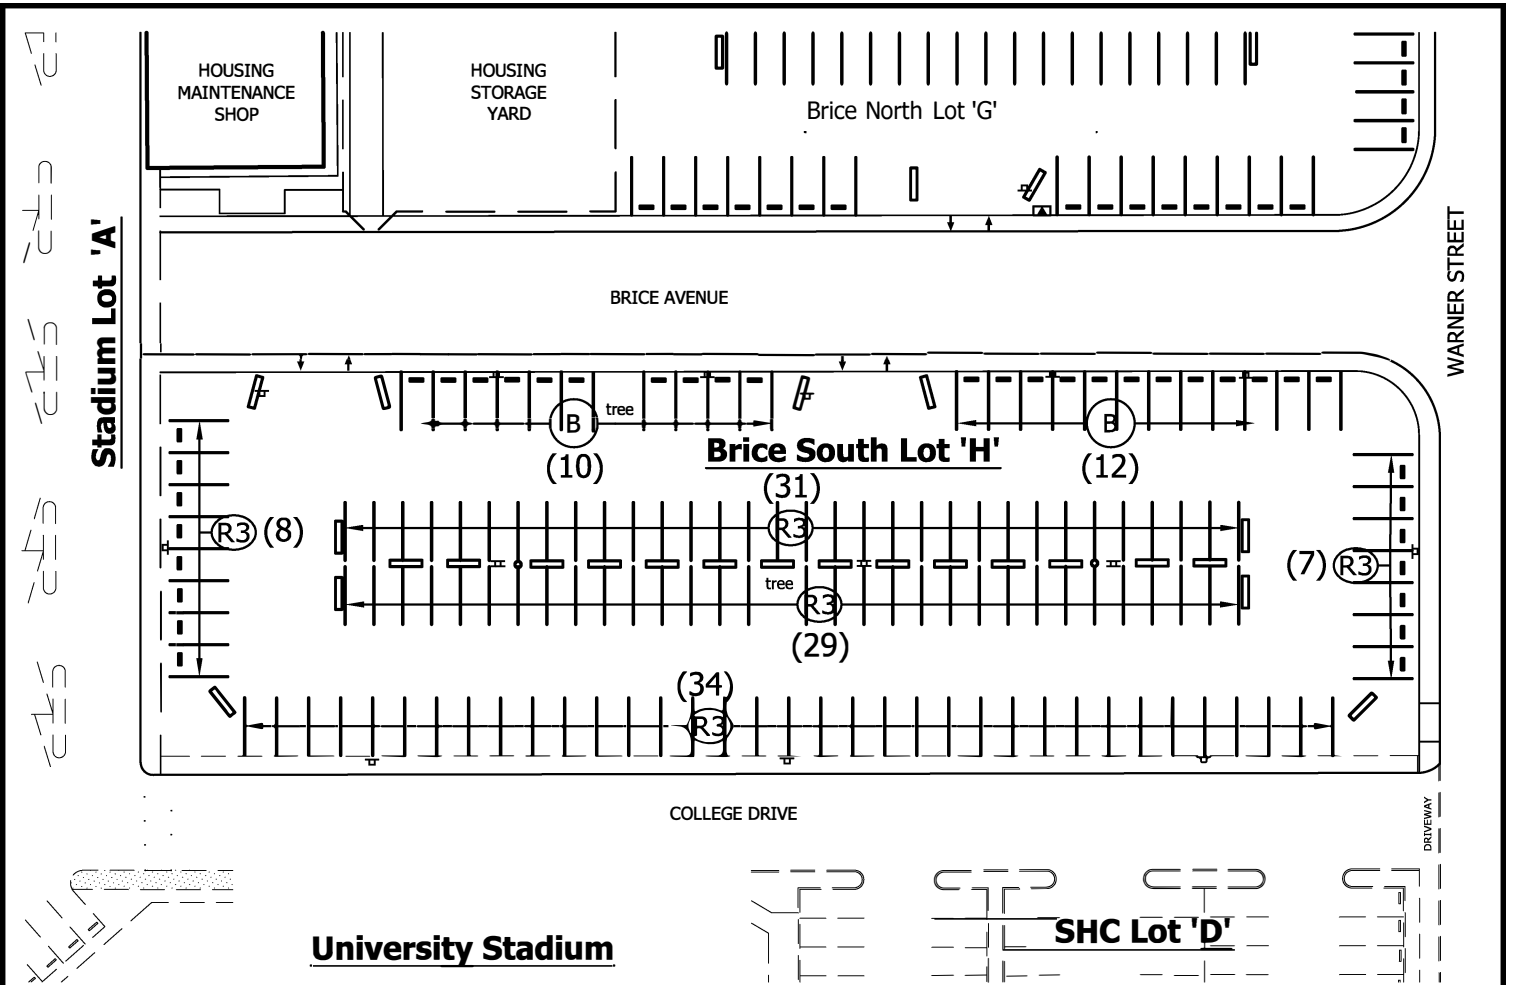 HOUSING
MAINTENANCE
SHOP
HOUSING
STORAGE
YARD
Brice North Lot 'G'
Stadium Lot 'A'
BRICE AVENUE
WARNER STREET
B
tree
(10)
Brice South Lot 'H'
B
(12)
(31)
R3
R3 (8)
(7) R3
tree
R3
(29)
(34)
R3
COLLEGE DRIVE
DRIVEWAY
University Stadium
SHC Lot 'D'